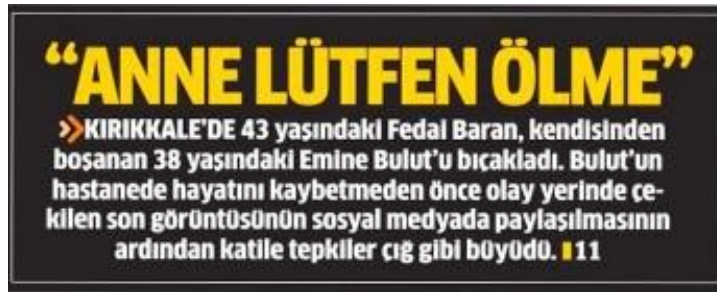 “ANNE LÜTFEN ÖLME”
KIRIKKALE’DE 43 yaşındaki Fedai Baran, kendisinden
boşanan 38 yaşındaki Emine Bulut’u bıçakladı. Bulut’un
hastanede hayatını kaybetmeden önce olay yerinde çe-
kilen son görüntüsünün sosyal medyada paylaşılmasının
ardından katile tepkiler çığ gibi büyüdü. 11